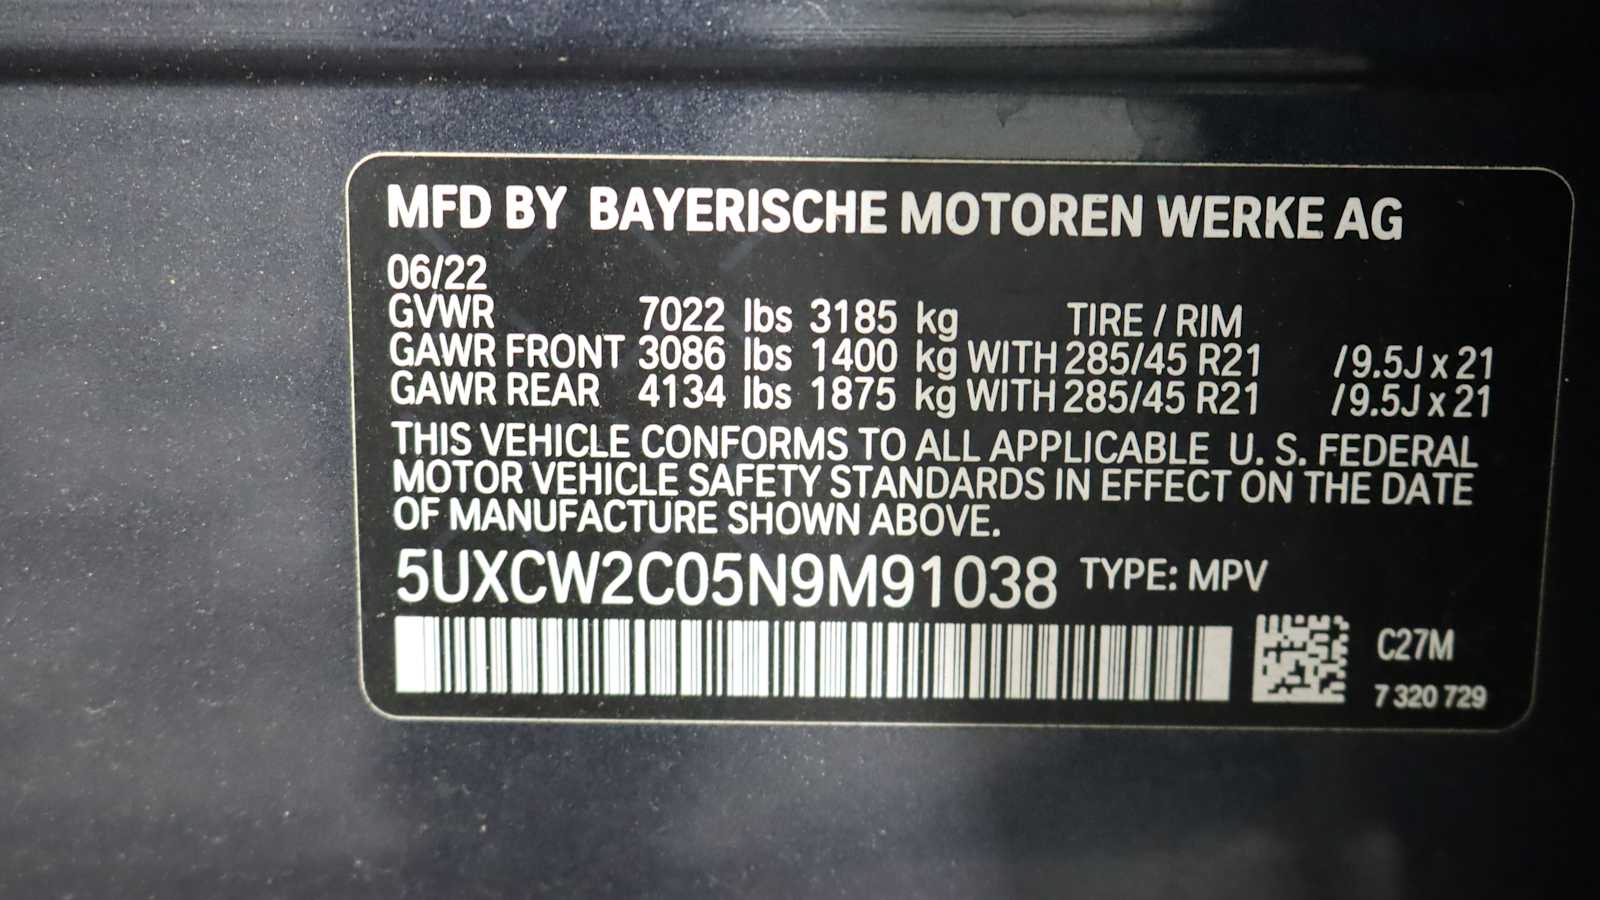 MFD BY BAYERISCHE MOTOREN WERKE AG
06/22
GVWR 7022 lbs 3185 kg TIRE / RIM
GAWR FRONT 3086 lbs 1400 kg WITH 285/45 R21 /9.5J x 21
GAWR REAR 4134 lbs 1875 kg WITH 285/45 R21 /9.5J x 21
THIS VEHICLE CONFORMS TO ALL APPLICABLE U. S. FEDERAL
MOTOR VEHICLE SAFETY STANDARDS IN EFFECT ON THE DATE
OF MANUFACTURE SHOWN ABOVE.
5UXCW2C05N9M91038 TYPE: MPV
C27M
7 320 729